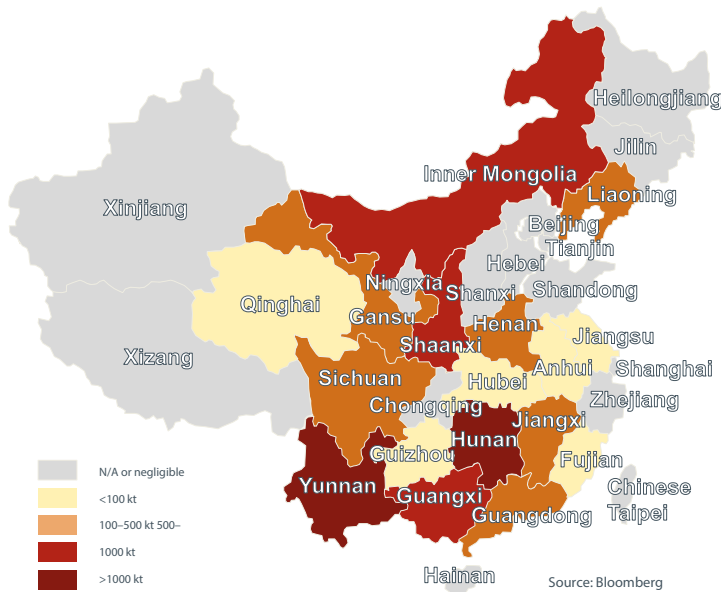 Heilongjiang
Jilin
Inner Mongolia
Liaoning
Xinjiang
Beijing
Tianjin
Hebei
Ningxia
Shanxi
Shandong
Qinghai
Gansu
Henan
Jiangsu
Shaanxi
Xizang
Anhui
Shanghai
Sichuan
Hubei
Zhejiang
Chongqing
Jiangxi
Hunan
Guizhou
Fujian
Yunnan
Guangxi
Chinese
Taipei
Guangdong
Hainan
N/A or negligible
<100 kt
100–500 kt 500–
1000 kt
>1000 kt
Source: Bloomberg